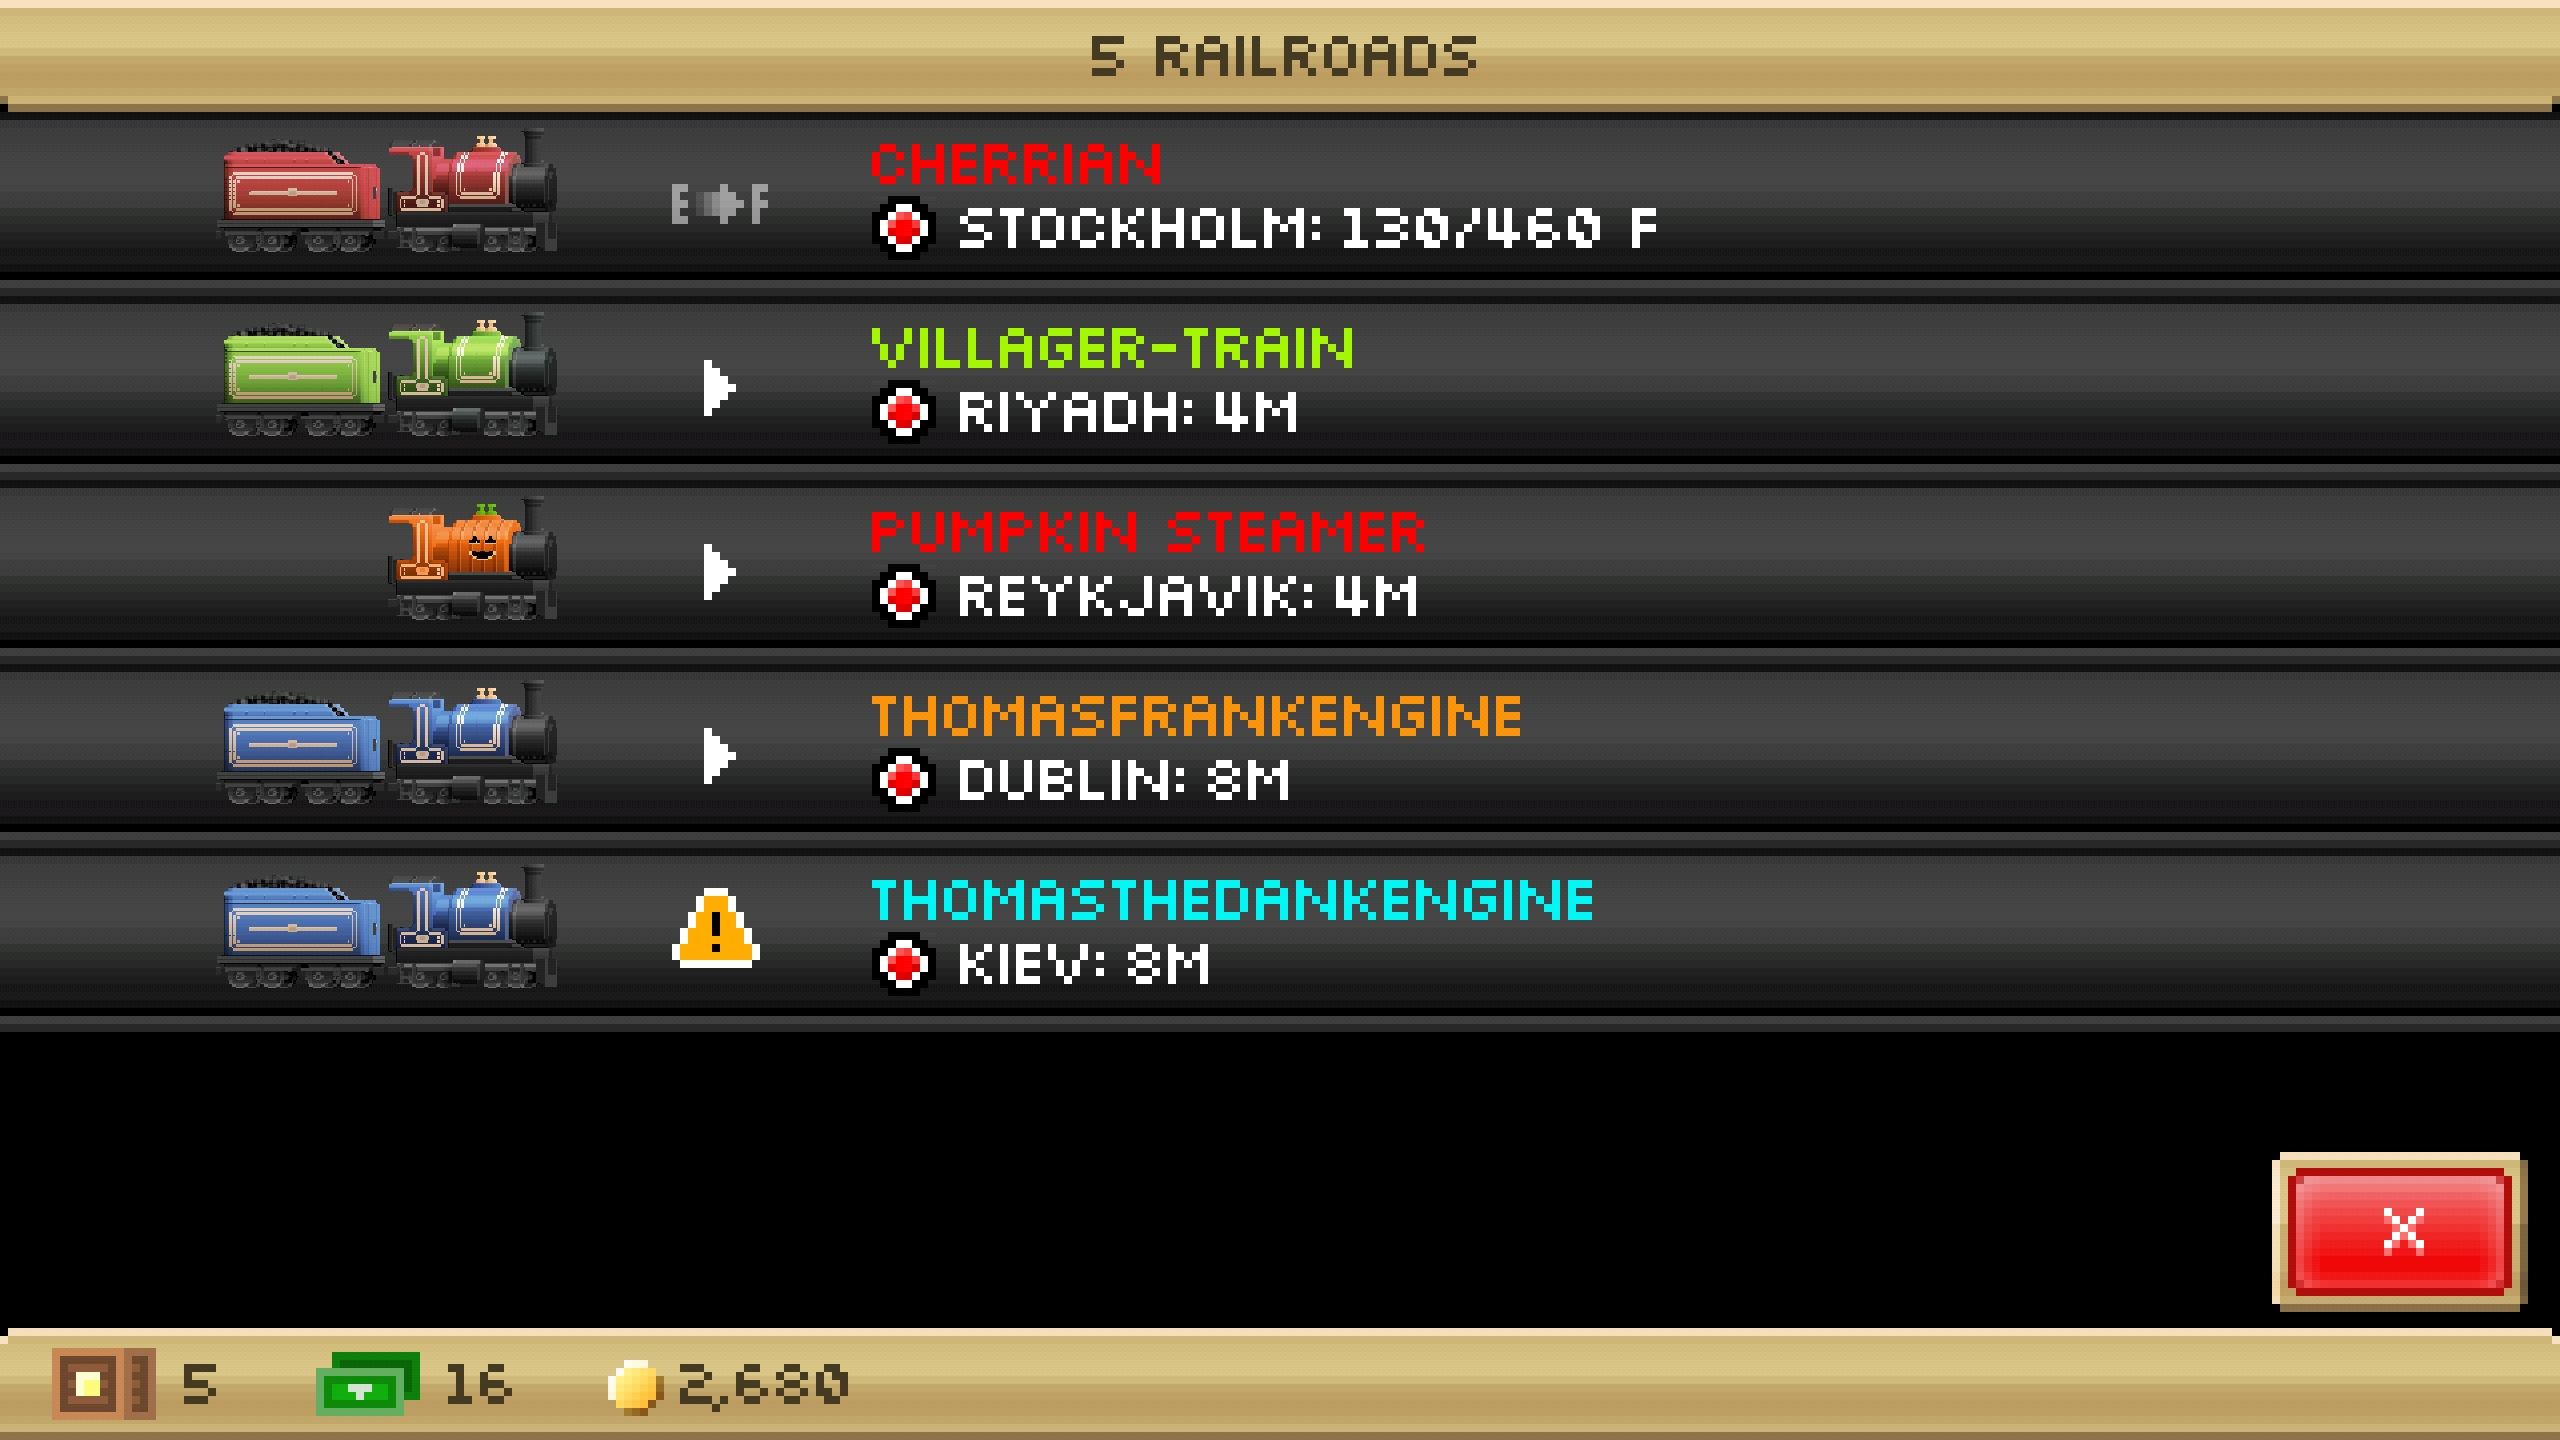 5 RAILROADS
E F
CHERRIAN
STOCKHOLM: 130/460 F
VILLAGER-TRAIN
RIYADH: 4M
PUMPKIN STEAMER
REYKJAVIK: 4M
THOMASFRANKENGINE
DUBLIN: 8M
!
THOMASTHEDANKENGINE
KIEV: 8M
X
5 16 2,680